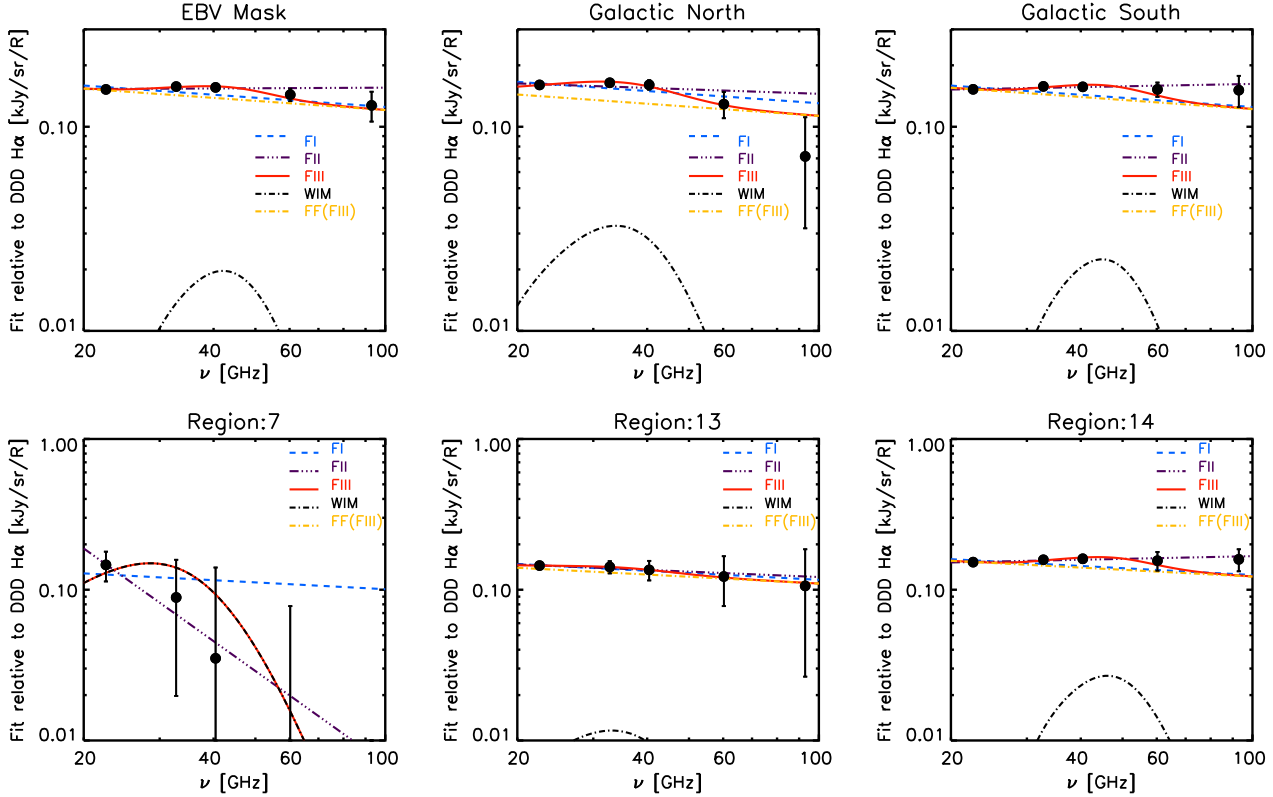 EBV Mask
Fit relative to DDD Hα [kJy/sr/R]
0.10
0.01
FI
FII
FIII
WIM
FF(FIII)
20 40 60 100
ν [GHz]
Galactic North
Fit relative to DDD Hα [kJy/sr/R]
0.10
0.01
FI
FII
FIII
WIM
FF(FIII)
20 40 60 100
ν [GHz]
Galactic South
Fit relative to DDD Hα [kJy/sr/R]
0.10
0.01
FI
FII
FIII
WIM
FF(FIII)
20 40 60 100
ν [GHz]
Region:7
Fit relative to DDD Hα [kJy/sr/R]
1.00
0.10
0.01
FI
FII
FIII
WIM
FF(FIII)
20 40 60 100
ν [GHz]
Region:13
Fit relative to DDD Hα [kJy/sr/R]
1.00
0.10
0.01
FI
FII
FIII
WIM
FF(FIII)
20 40 60 100
ν [GHz]
Region:14
Fit relative to DDD Hα [kJy/sr/R]
1.00
0.10
0.01
FI
FII
FIII
WIM
FF(FIII)
20 40 60 100
ν [GHz]